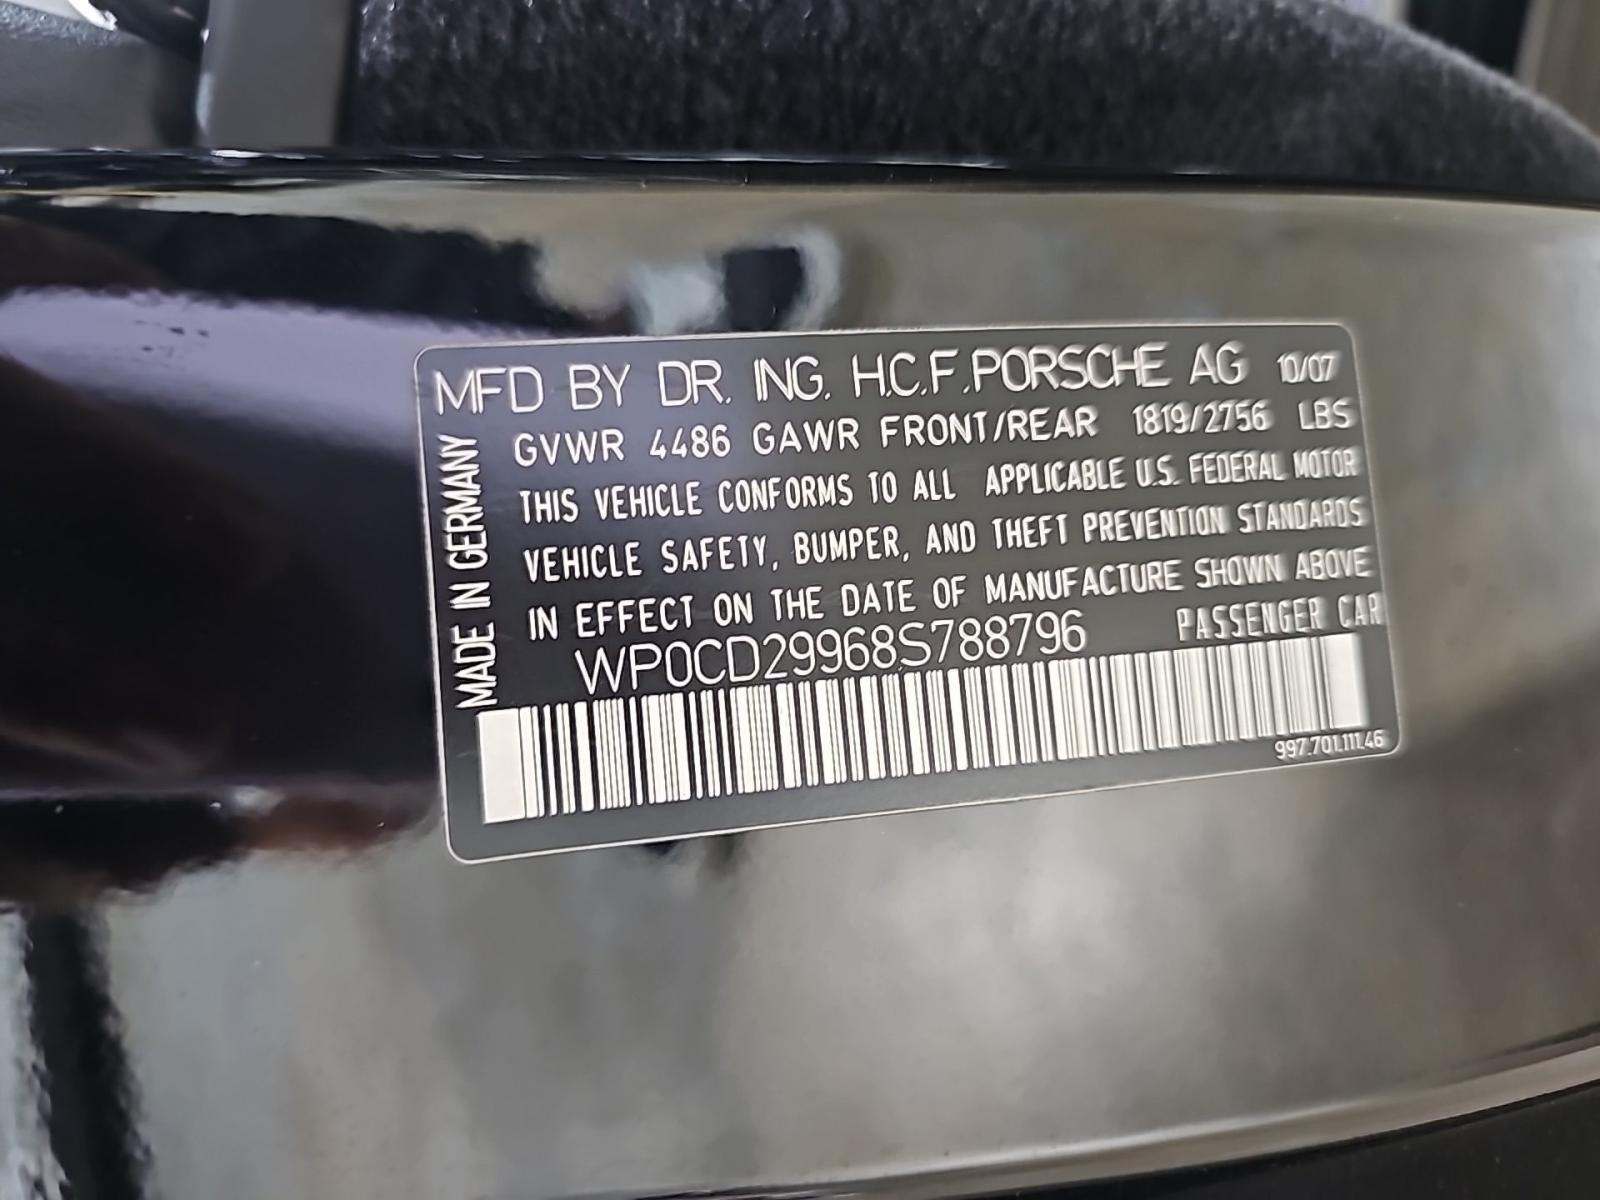 MFD BY DR. ING. H.C.F. PORSCHE AG 10/07
GVWR 4486 GAWR FRONT/REAR 1819/2756 LBS
THIS VEHICLE CONFORMS TO ALL APPLICABLE U.S. FEDERAL MOTOR
VEHICLE SAFETY, BUMPER, AND THEFT PREVENTION STANDARDS
IN EFFECT ON THE DATE OF MANUFACTURE SHOWN ABOVE
WP0CD29968S788796 PASSENGER CAR
997.701.111.46
MADE IN GERMANY